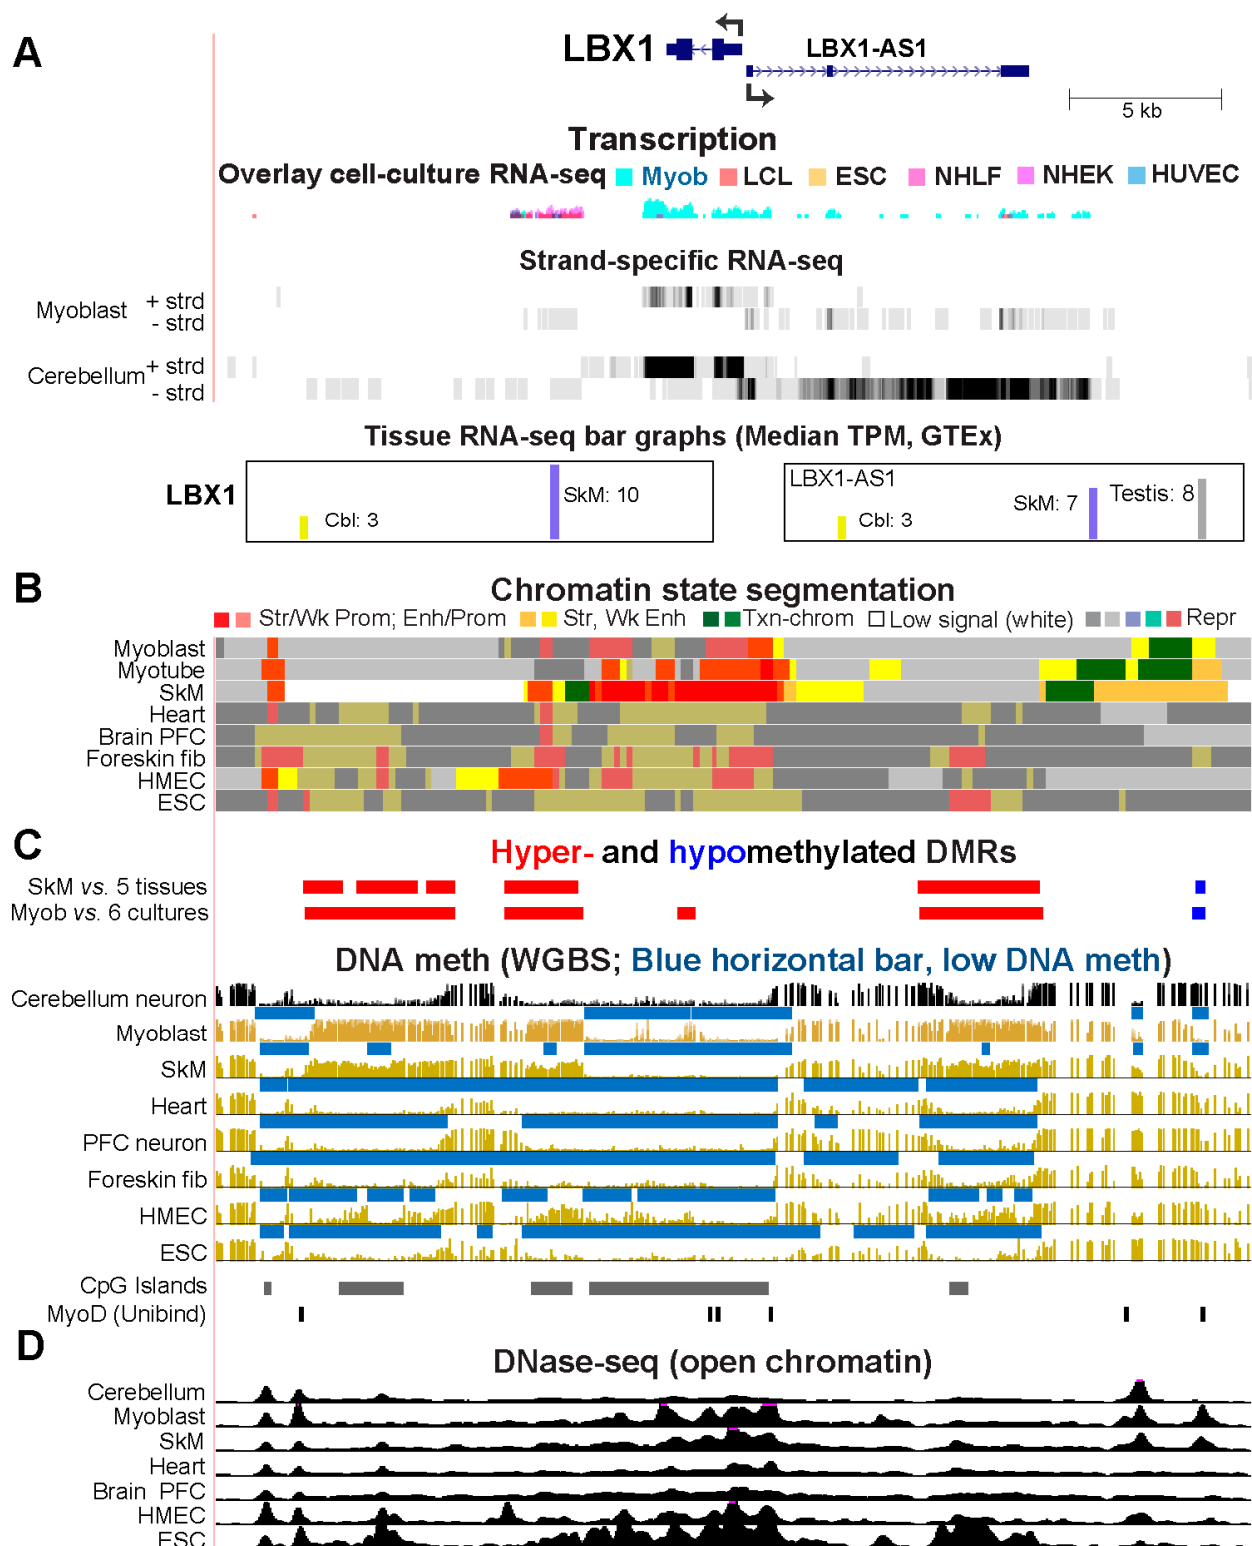 A
LBX1
LBX1-AS1
5 kb
Transcription
Overlay cell-culture RNA-seq Myob LCL ESC NHLF NHEK HUVEC
Strand-specific RNA-seq
Myoblast + strd
- strd
Cerebellum + strd
- strd
Tissue RNA-seq bar graphs (Median TPM, GTEx)
LBX1
Cbl: 3
SkM: 10
LBX1-AS1
Cbl: 3
SkM: 7
Testis: 8
B
Chromatin state segmentation
Str/Wk Prom; Enh/Prom Str, Wk Enh Txn-chrom Low signal (white) Repr
Myoblast
Myotube
SkM
Heart
Brain PFC
Foreskin fib
HMEC
ESC
C
Hyper- and hypomethylated DMRs
SkM vs. 5 tissues
Myob vs. 6 cultures
DNA meth (WGBS; Blue horizontal bar, low DNA meth)
Cerebellum neuron
Myoblast
SkM
Heart
PFC neuron
Foreskin fib
HMEC
ESC
CpG Islands
MyoD (Unibind)
D
DNase-seq (open chromatin)
Cerebellum
Myoblast
SkM
Heart
Brain PFC
HMEC
ESC